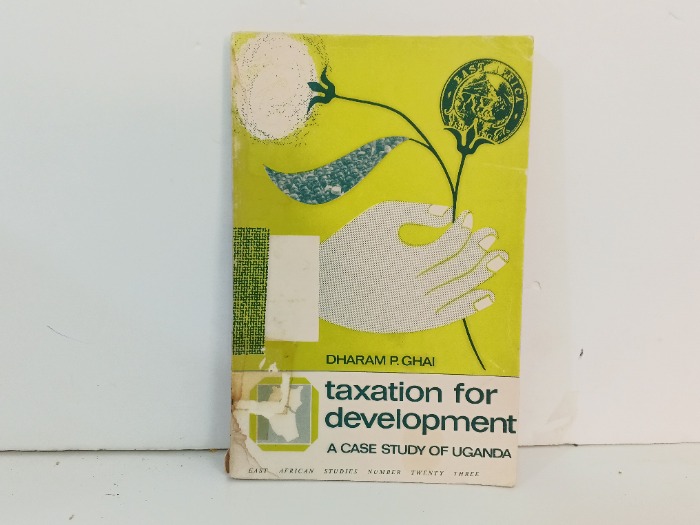 EAST AFRICA
DHARAM P. GHAI
taxation for
development
A CASE STUDY OF UGANDA
EAST AFRICAN STUDIES NUMBER TWENTY THREE